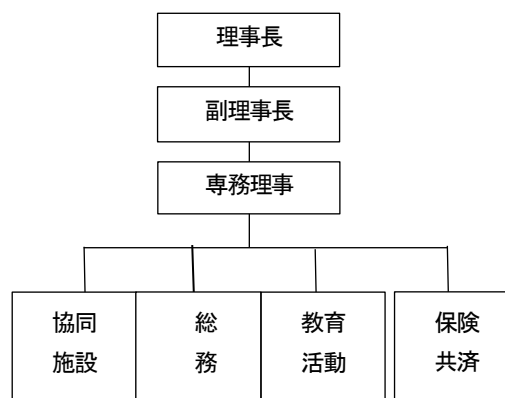 理事長
副理事長
専務理事
協同
施設
総
務
教育
活動
保険
共済